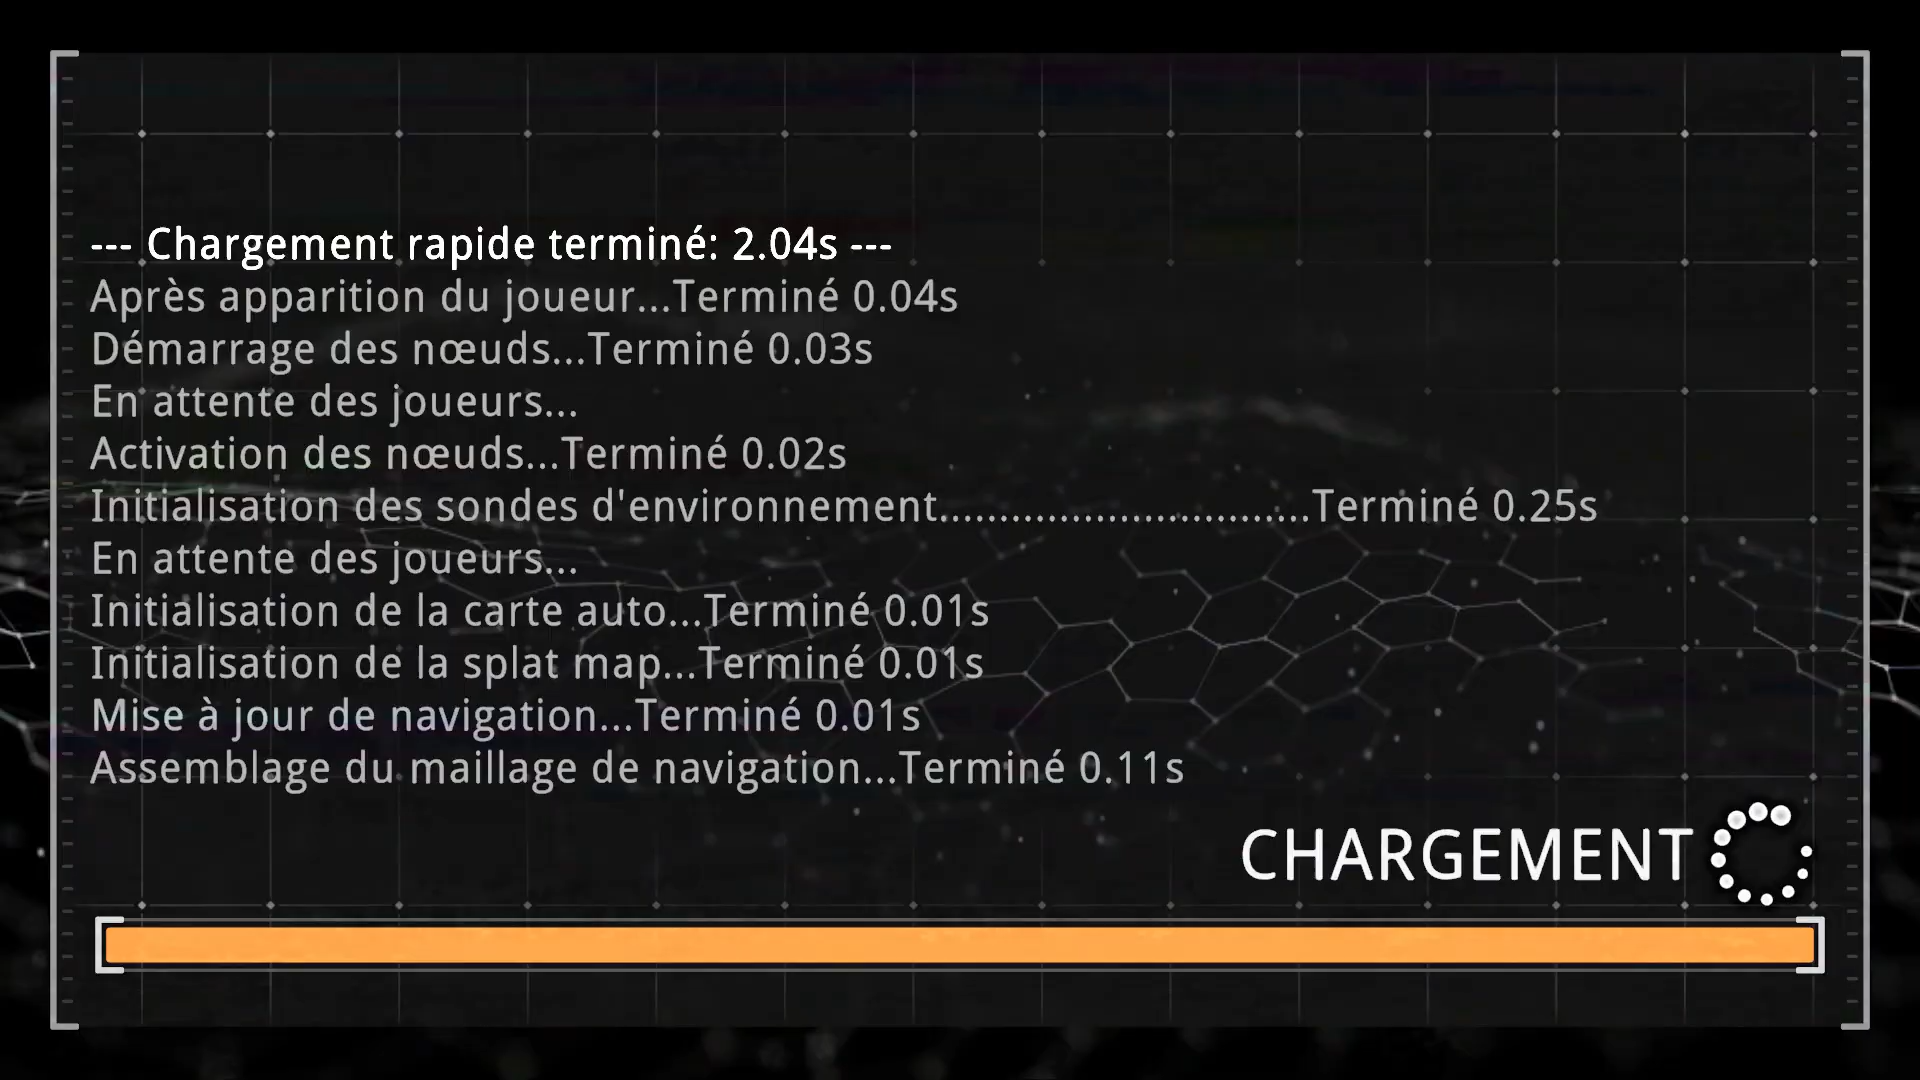 --- Chargement rapide terminé: 2.04s ---
Après apparition du joueur...Terminé 0.04s
Démarrage des nœuds...Terminé 0.03s
En attente des joueurs...
Activation des nœuds...Terminé 0.02s
Initialisation des sondes d'environnement...............................Terminé 0.25s
En attente des joueurs...
Initialisation de la carte auto...Terminé 0.01s
Initialisation de la splat map...Terminé 0.01s
Mise à jour de navigation...Terminé 0.01s
Assemblage du maillage de navigation...Terminé 0.11s
CHARGEMENT